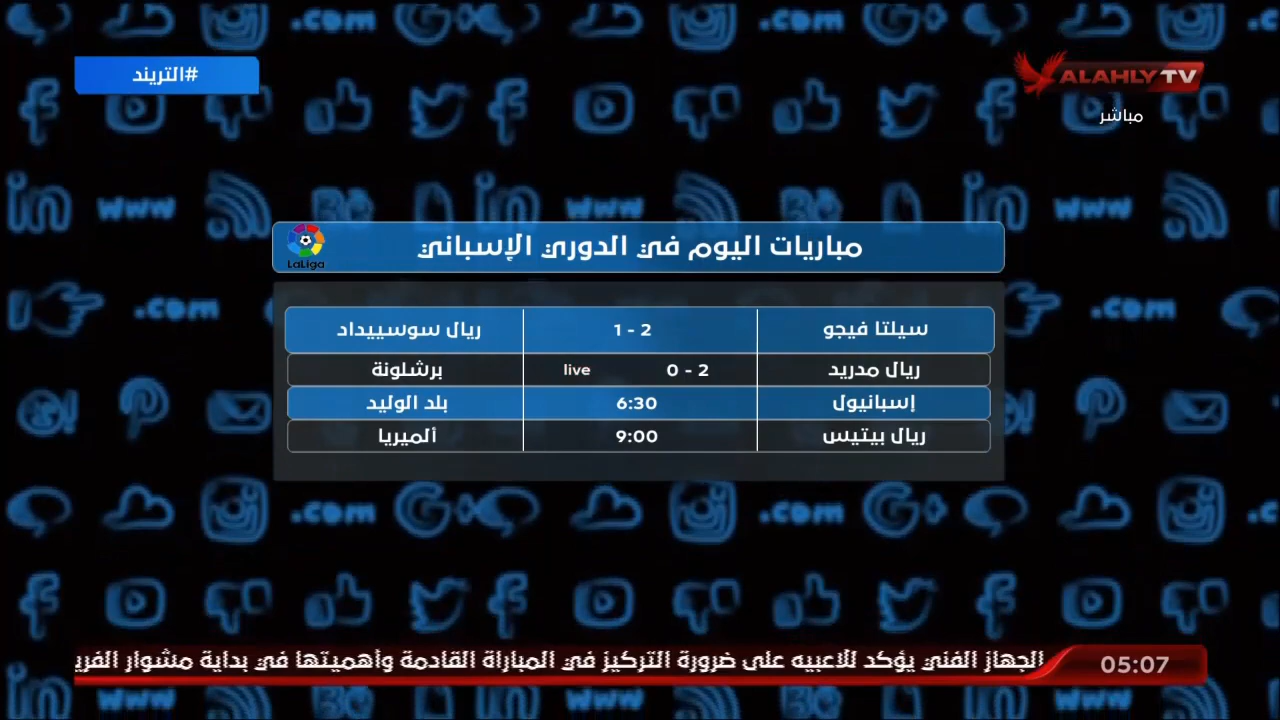 #التريند
ALAHLY TV
مباشر
مباريات اليوم في الدوري الإسباني
LaLiga
سيلتا فيجو 1 - 2 ريال سوسييداد
ريال مدريد 0 - 2 live برشلونة
إسبانيول 6:30 بلد الوليد
ريال بيتيس 9:00 ألميريا
05:07
الجهاز الفني يؤكد للاعبيه على ضرورة التركيز في المباراة القادمة وأهميتها في بداية مشوار الفري